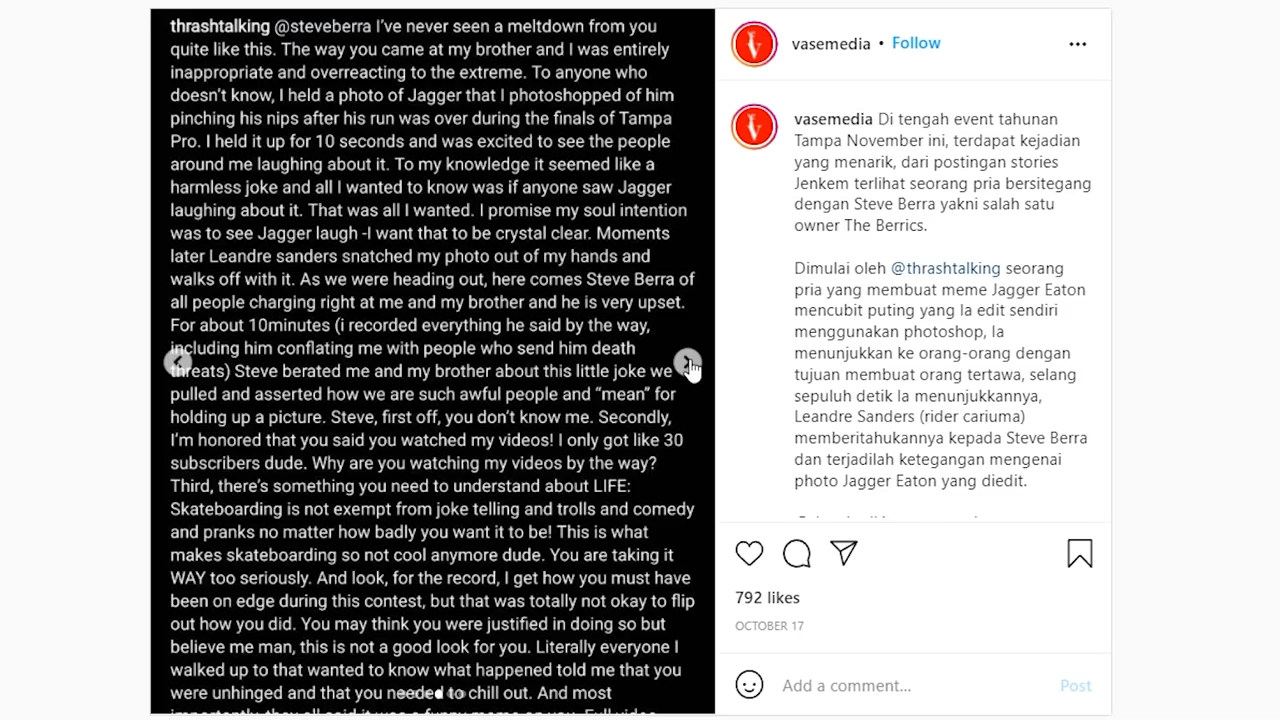 thrashtalking @steveberra I've never seen a meltdown from you
quite like this. The way you came at my brother and I was entirely
inappropriate and overreacting to the extreme. To anyone who
doesn't know, I held a photo of Jagger that I photoshopped of him
pinching his nips after his run was over during the finals of Tampa
Pro. I held it up for 10 seconds and was excited to see the people
around me laughing about it. To my knowledge it seemed like a
harmless joke and all I wanted to know was if anyone saw Jagger
laughing about it. That was all I wanted. I promise my soul intention
was to see Jagger laugh -I want that to be crystal clear. Moments
later Leandre sanders snatched my photo out of my hands and
walks off with it. As we were heading out, here comes Steve Berra of
all people charging right at me and my brother and he is very upset.
For about 10minutes (i recorded everything he said by the way,
including him conflating me with people who send him death
threats) Steve berated me and my brother about this little joke we
pulled and asserted how we are such awful people and “mean” for
holding up a picture. Steve, first off, you don't know me. Secondly,
I'm honored that you said you watched my videos! I only got like 30
subscribers dude. Why are you watching my videos by the way?
Third, there's something you need to understand about LIFE:
Skateboarding is not exempt from joke telling and trolls and comedy
and pranks no matter how badly you want it to be! This is what
makes skateboarding so not cool anymore dude. You are taking it
WAY too seriously. And look, for the record, I get how you must have
been on edge during this contest, but that was totally not okay to flip
out how you did. You may think you were justified in doing so but
believe me man, this is not a good look for you. Literally everyone I
walked up to that wanted to know what happened told me that you
were unhinged and that you needed to chill out. And most
importantly, they all said it was a funny meme on you. Full video
vasemedia • Follow
vasemedia Di tengah event tahunan
Tampa November ini, terdapat kejadian
yang menarik, dari postingan stories
Jenkem terlihat seorang pria bersitegang
dengan Steve Berra yakni salah satu
owner The Berrics.
Dimulai oleh @thrashtalking seorang
pria yang membuat meme Jagger Eaton
mencubit puting yang Ia edit sendiri
menggunakan photoshop, Ia
menunjukkan ke orang-orang dengan
tujuan membuat orang tertawa, selang
sepuluh detik Ia menunjukkannya,
Leandre Sanders (rider cariuma)
memberitahukannya kepada Steve Berra
dan terjadilah ketegangan mengenai
photo Jagger Eaton yang diedit.
792 likes
OCTOBER 17
Add a comment...
Post